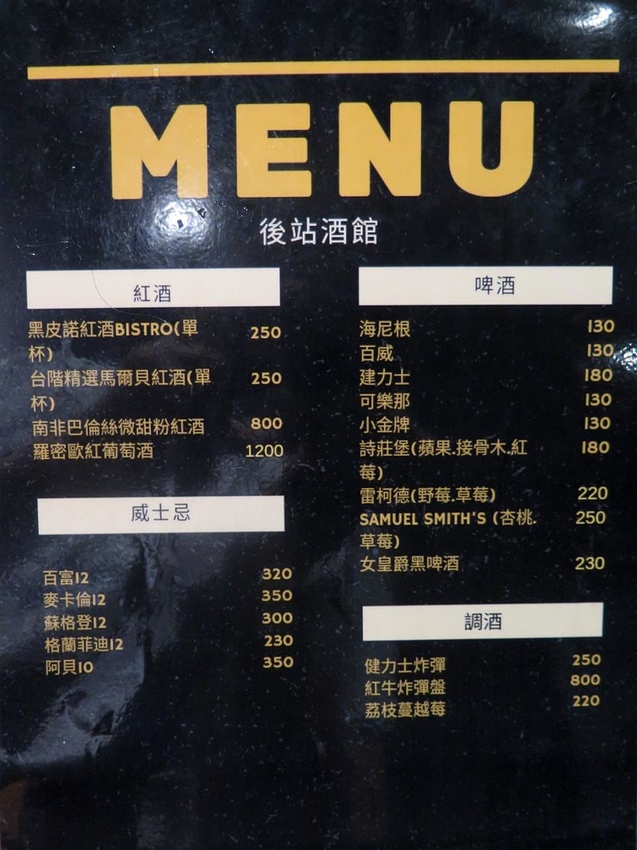 MENU
後站酒館
紅酒
黑皮諾紅酒BISTRO(單 250
杯)
台階精選馬爾貝紅酒(單 250
杯)
南非巴倫絲微甜粉紅酒 800
羅密歐紅葡萄酒 1200
威士忌
百富12 320
麥卡倫12 350
蘇格登12 300
格蘭菲迪12 230
阿貝10 350
啤酒
海尼根 130
百威 130
建力士 180
可樂那 130
小金牌 130
詩莊堡(蘋果.接骨木.紅 180
莓)
雷柯德(野莓.草莓) 220
SAMUEL SMITH'S (杏桃. 250
草莓)
女皇爵黑啤酒 230
調酒
健力士炸彈 250
紅牛炸彈盤 800
荔枝蔓越莓 220